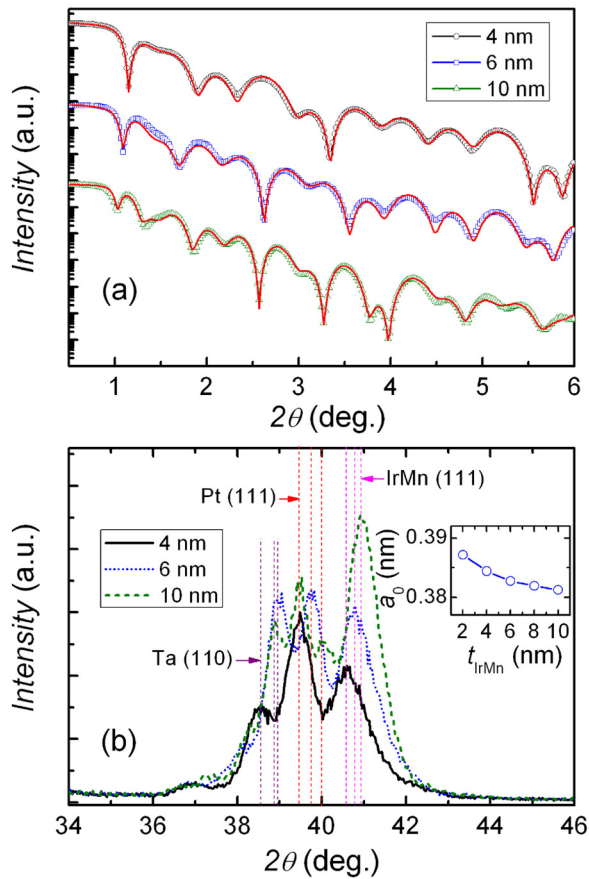 4 nm
6 nm
10 nm
Intensity (a.u.)
(a)
1 2 3 4 5 6
2θ (deg.)
IrMn (111)
Pt (111)
4 nm
6 nm
10 nm
0.39
0.38
a₀ (nm)
2 4 6 8 10
t_IrMn (nm)
Ta (110)
Intensity (a.u.)
(b)
34 36 38 40 42 44 46
2θ (deg.)